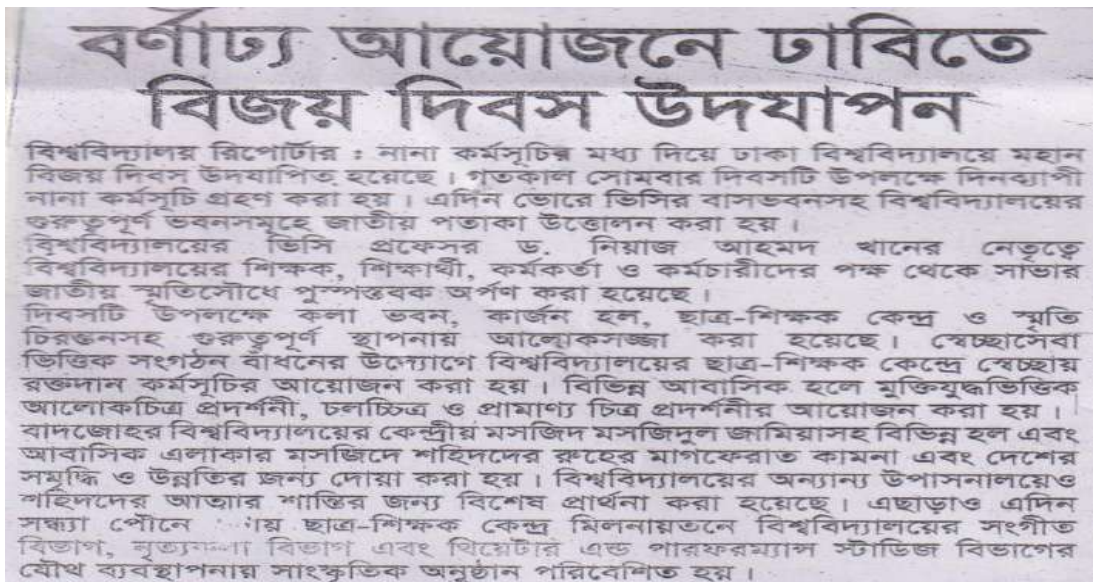 বর্ণাঢ্য আয়োজনে ঢাবিতে
বিজয় দিবস উদযাপন
বিশ্ববিদ্যালয় রিপোর্টার : নানা কর্মসূচির মধ্য দিয়ে ঢাকা বিশ্ববিদ্যালয়ে মহান
বিজয় দিবস উদযাপিত হয়েছে। গতকাল সোমবার দিবসটি উপলক্ষে দিনব্যাপী
নানা কর্মসূচি গ্রহণ করা হয়। এদিন ভোরে ভিসির বাসভবনসহ বিশ্ববিদ্যালয়ের
গুরুত্বপূর্ণ ভবনসমূহে জাতীয় পতাকা উত্তোলন করা হয়।
বিশ্ববিদ্যালয়ের ভিসি প্রফেসর ড. নিয়াজ আহমদ খানের নেতৃত্বে
বিশ্ববিদ্যালয়ের শিক্ষক, শিক্ষার্থী, কর্মকর্তা ও কর্মচারীদের পক্ষ থেকে সাভার
জাতীয় স্মৃতিসৌধে পুষ্পস্তবক অর্পণ করা হয়েছে।
দিবসটি উপলক্ষে কলা ভবন, কার্জন হল, ছাত্র-শিক্ষক কেন্দ্র ও স্মৃতি
চিরন্তনসহ গুরুত্বপূর্ণ স্থাপনায় আলোকসজ্জা করা হয়েছে। স্বেচ্ছাসেবা
ভিত্তিক সংগঠন বাঁধনের উদ্যোগে বিশ্ববিদ্যালয়ের ছাত্র-শিক্ষক কেন্দ্রে স্বেচ্ছায়
রক্তদান কর্মসূচির আয়োজন করা হয়। বিভিন্ন আবাসিক হলে মুক্তিযুদ্ধভিত্তিক
আলোকচিত্র প্রদর্শনী, চলচ্চিত্র ও প্রামাণ্য চিত্র প্রদর্শনীর আয়োজন করা হয়।
বাদজোহর বিশ্ববিদ্যালয়ের কেন্দ্রীয় মসজিদ মসজিদুল জামিয়াসহ বিভিন্ন হল এবং
আবাসিক এলাকার মসজিদে শহিদদের রুহের মাগফেরাত কামনা এবং দেশের
সমৃদ্ধি ও উন্নতির জন্য দোয়া করা হয়। বিশ্ববিদ্যালয়ের অন্যান্য উপাসনালয়েও
শহিদদের আত্মার শান্তির জন্য বিশেষ প্রার্থনা করা হয়েছে। এছাড়াও এদিন
সন্ধ্যা পৌনে ছাত্র-শিক্ষক কেন্দ্র মিলনায়তনে বিশ্ববিদ্যালয়ের সংগীত
বিভাগ, নৃত্যকলা বিভাগ এবং থিয়েটার এন্ড পারফরম্যান্স স্টাডিজ বিভাগের
যৌথ ব্যবস্থাপনায় সাংস্কৃতিক অনুষ্ঠান পরিবেশিত হয়।